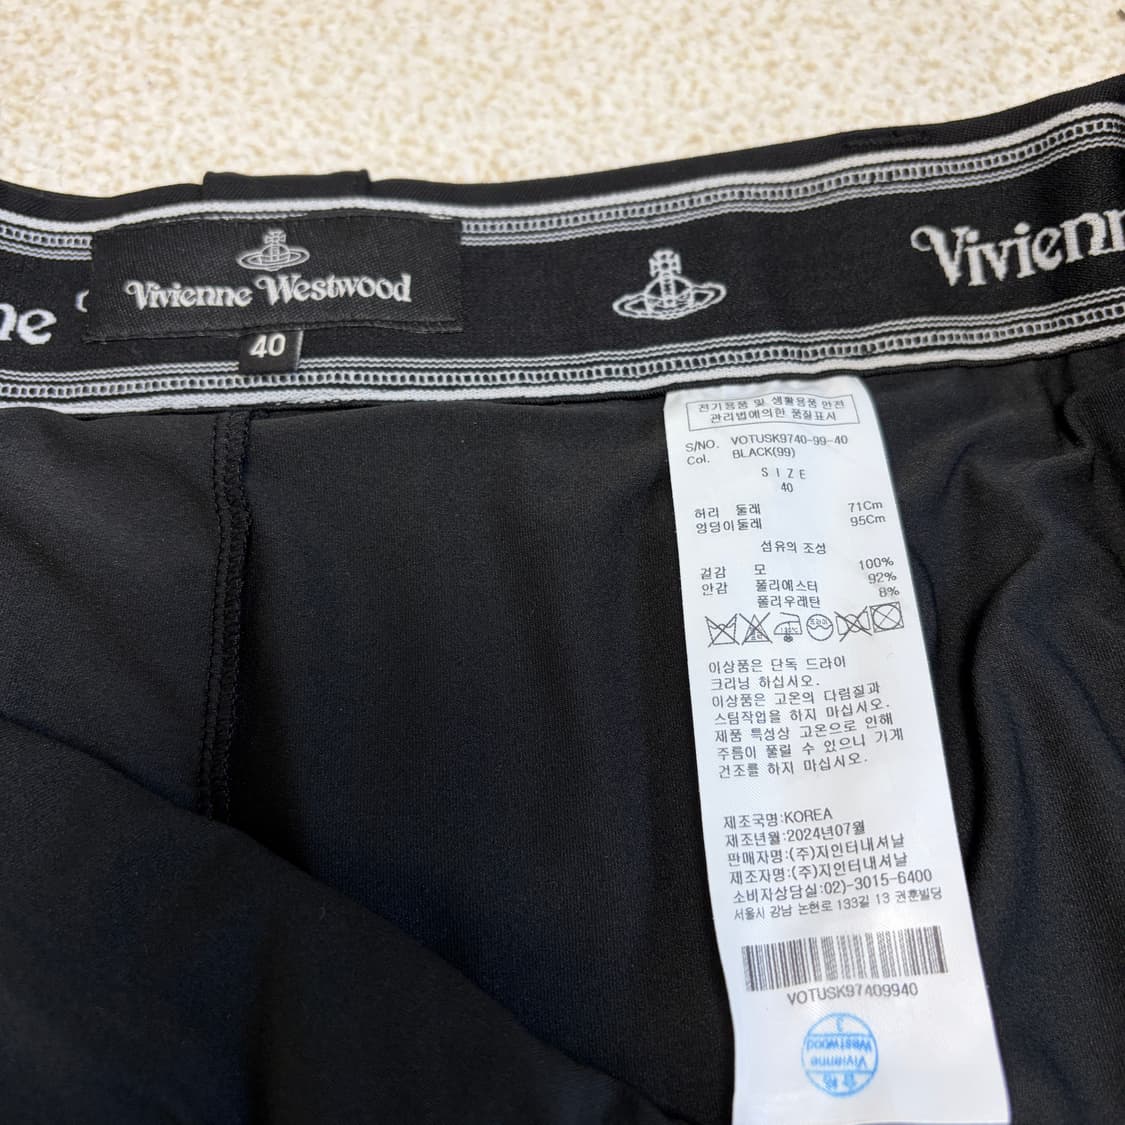 Vivienne Westwood
40
ne
Vivienn
전기용품 및 생활용품 안전
관리법에의한 품질표시
S/NO. VOTUSK9740-99-40
Col. BLACK(99)
SIZE
40
허리 둘레 71Cm
엉덩이둘레 95Cm
섬유의 조성
겉감 모 100%
안감 폴리에스터 92%
폴리우레탄 8%
이상품은 단독 드라이
크리닝 하십시오.
이상품은 고온의 다림질과
스팀작업을 하지 마십시오.
제품 특성상 고온으로 인해
주름이 풀릴 수 있으니 기계
건조를 하지 마십시오.
제조국명:KOREA
제조년월:2024년07월
판매자명:(주)지인터내셔날
제조자명:(주)지인터내셔날
소비자상담실:02)-3015-6400
서울시 강남 논현로 133길 13 권훈빌딩
VOTUSK97409940
3
Vivienne
Westwood